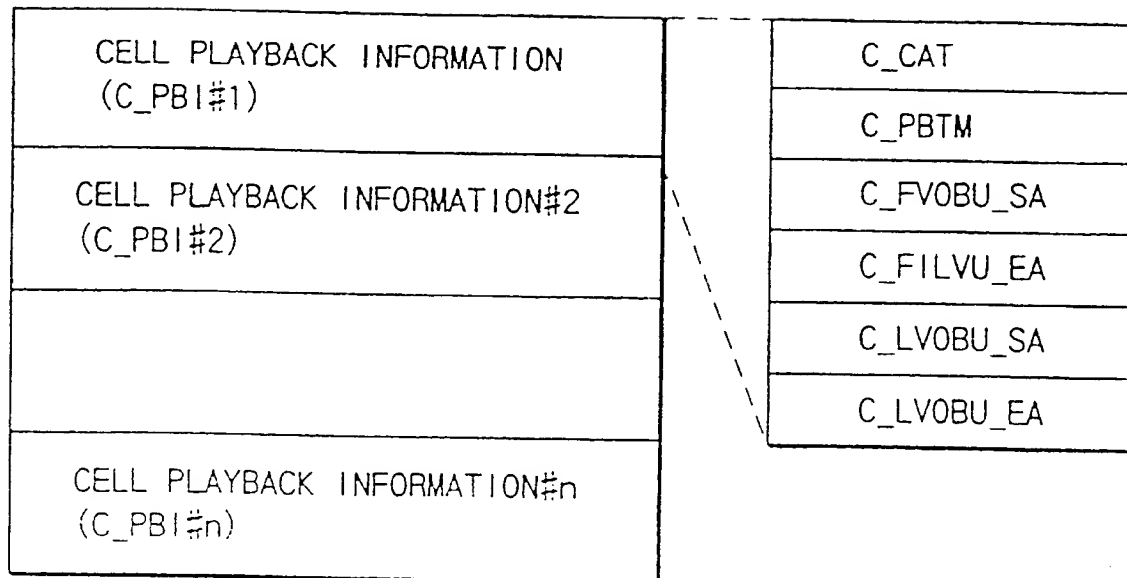 CELL PLAYBACK INFORMATION
(C_PBI#1)
CELL PLAYBACK INFORMATION#2
(C_PBI#2)
CELL PLAYBACK INFORMATION#n
(C_PBI#n)
C_CAT
C_PBTM
C_FVOBU_SA
C_FILVU_EA
C_LVOBU_SA
C_LVOBU_EA